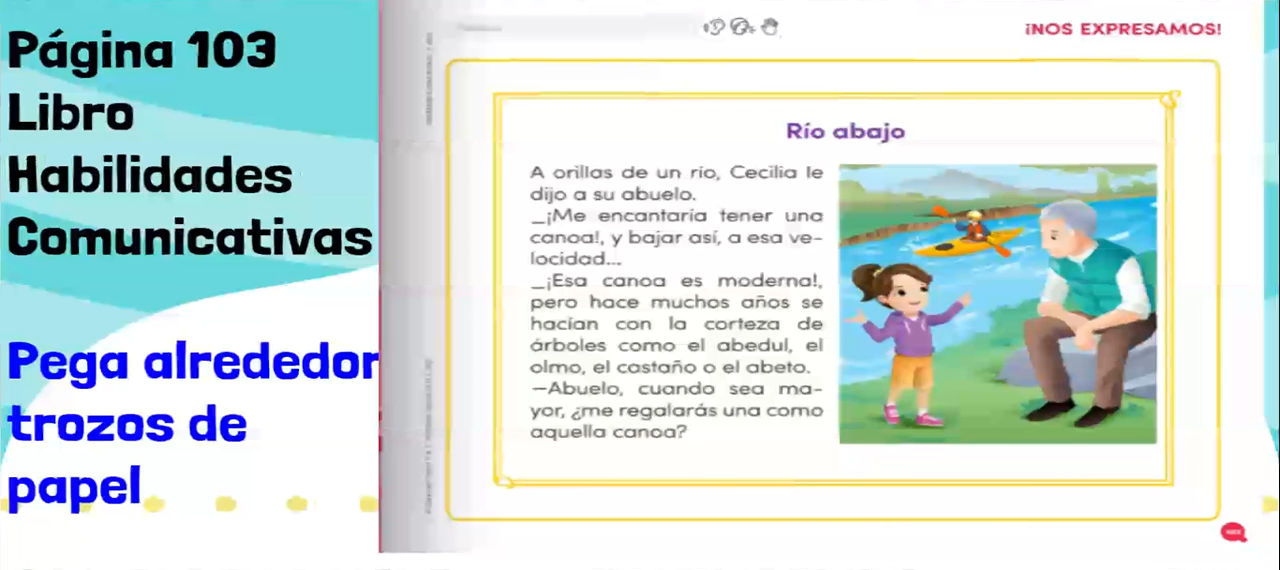 Página 103
Libro
Habilidades
Comunicativas
Pega alrededor
trozos de
papel
¡NOS EXPRESAMOS!
Río abajo
A orillas de un río, Cecilia le
dijo a su abuelo.
_¡Me encantaría tener una
canoa!, y bajar así, a esa ve-
locidad...
_¡Esa canoa es moderna!,
pero hace muchos años se
hacían con la corteza de
árboles como el abedul, el
olmo, el castaño o el abeto.
—Abuelo, cuando sea ma-
yor, ¿me regalarás una como
aquella canoa?